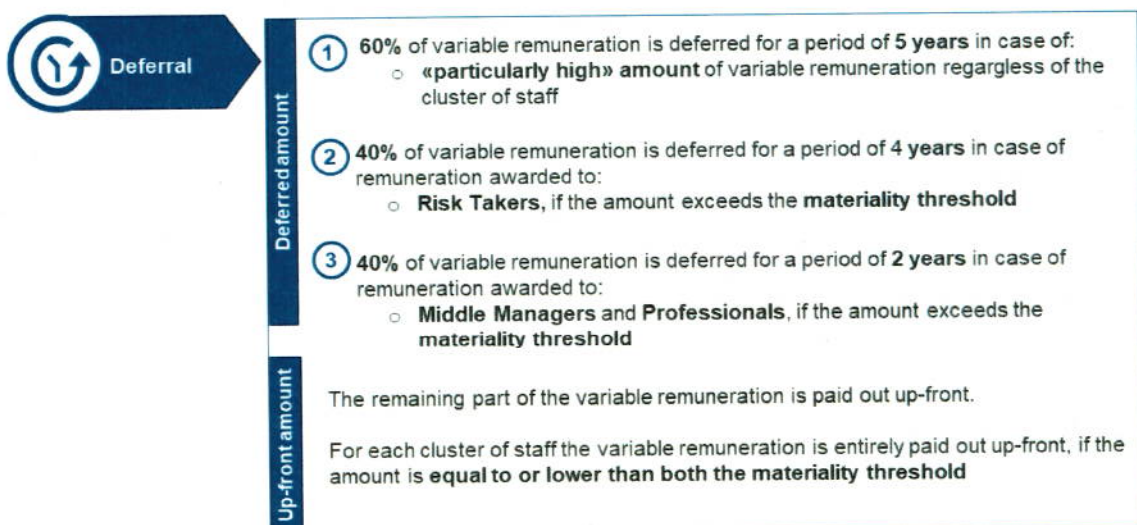 Deferral
Deferred amount
1 60% of variable remuneration is deferred for a period of 5 years in case of:
○ «particularly high» amount of variable remuneration regargless of the
cluster of staff
2 40% of variable remuneration is deferred for a period of 4 years in case of
remuneration awarded to:
○ Risk Takers, if the amount exceeds the materiality threshold
3 40% of variable remuneration is deferred for a period of 2 years in case of
remuneration awarded to:
○ Middle Managers and Professionals, if the amount exceeds the
materiality threshold
Up-front amount
The remaining part of the variable remuneration is paid out up-front.
For each cluster of staff the variable remuneration is entirely paid out up-front, if the
amount is equal to or lower than both the materiality threshold